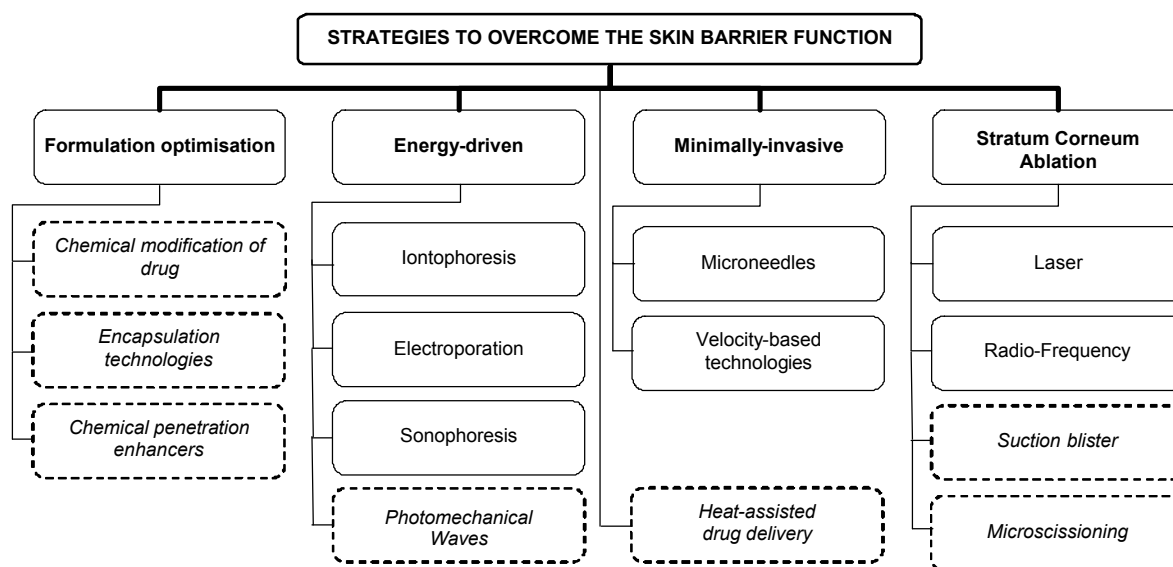 STRATEGIES TO OVERCOME THE SKIN BARRIER FUNCTION
Formulation optimisation
Chemical modification of
drug
Encapsulation
technologies
Chemical penetration
enhancers
Energy-driven
Iontophoresis
Electroporation
Sonophoresis
Photomechanical
Waves
Minimally-invasive
Microneedles
Velocity-based
technologies
Heat-assisted
drug delivery
Stratum Corneum
Ablation
Laser
Radio-Frequency
Suction blister
Microscissioning